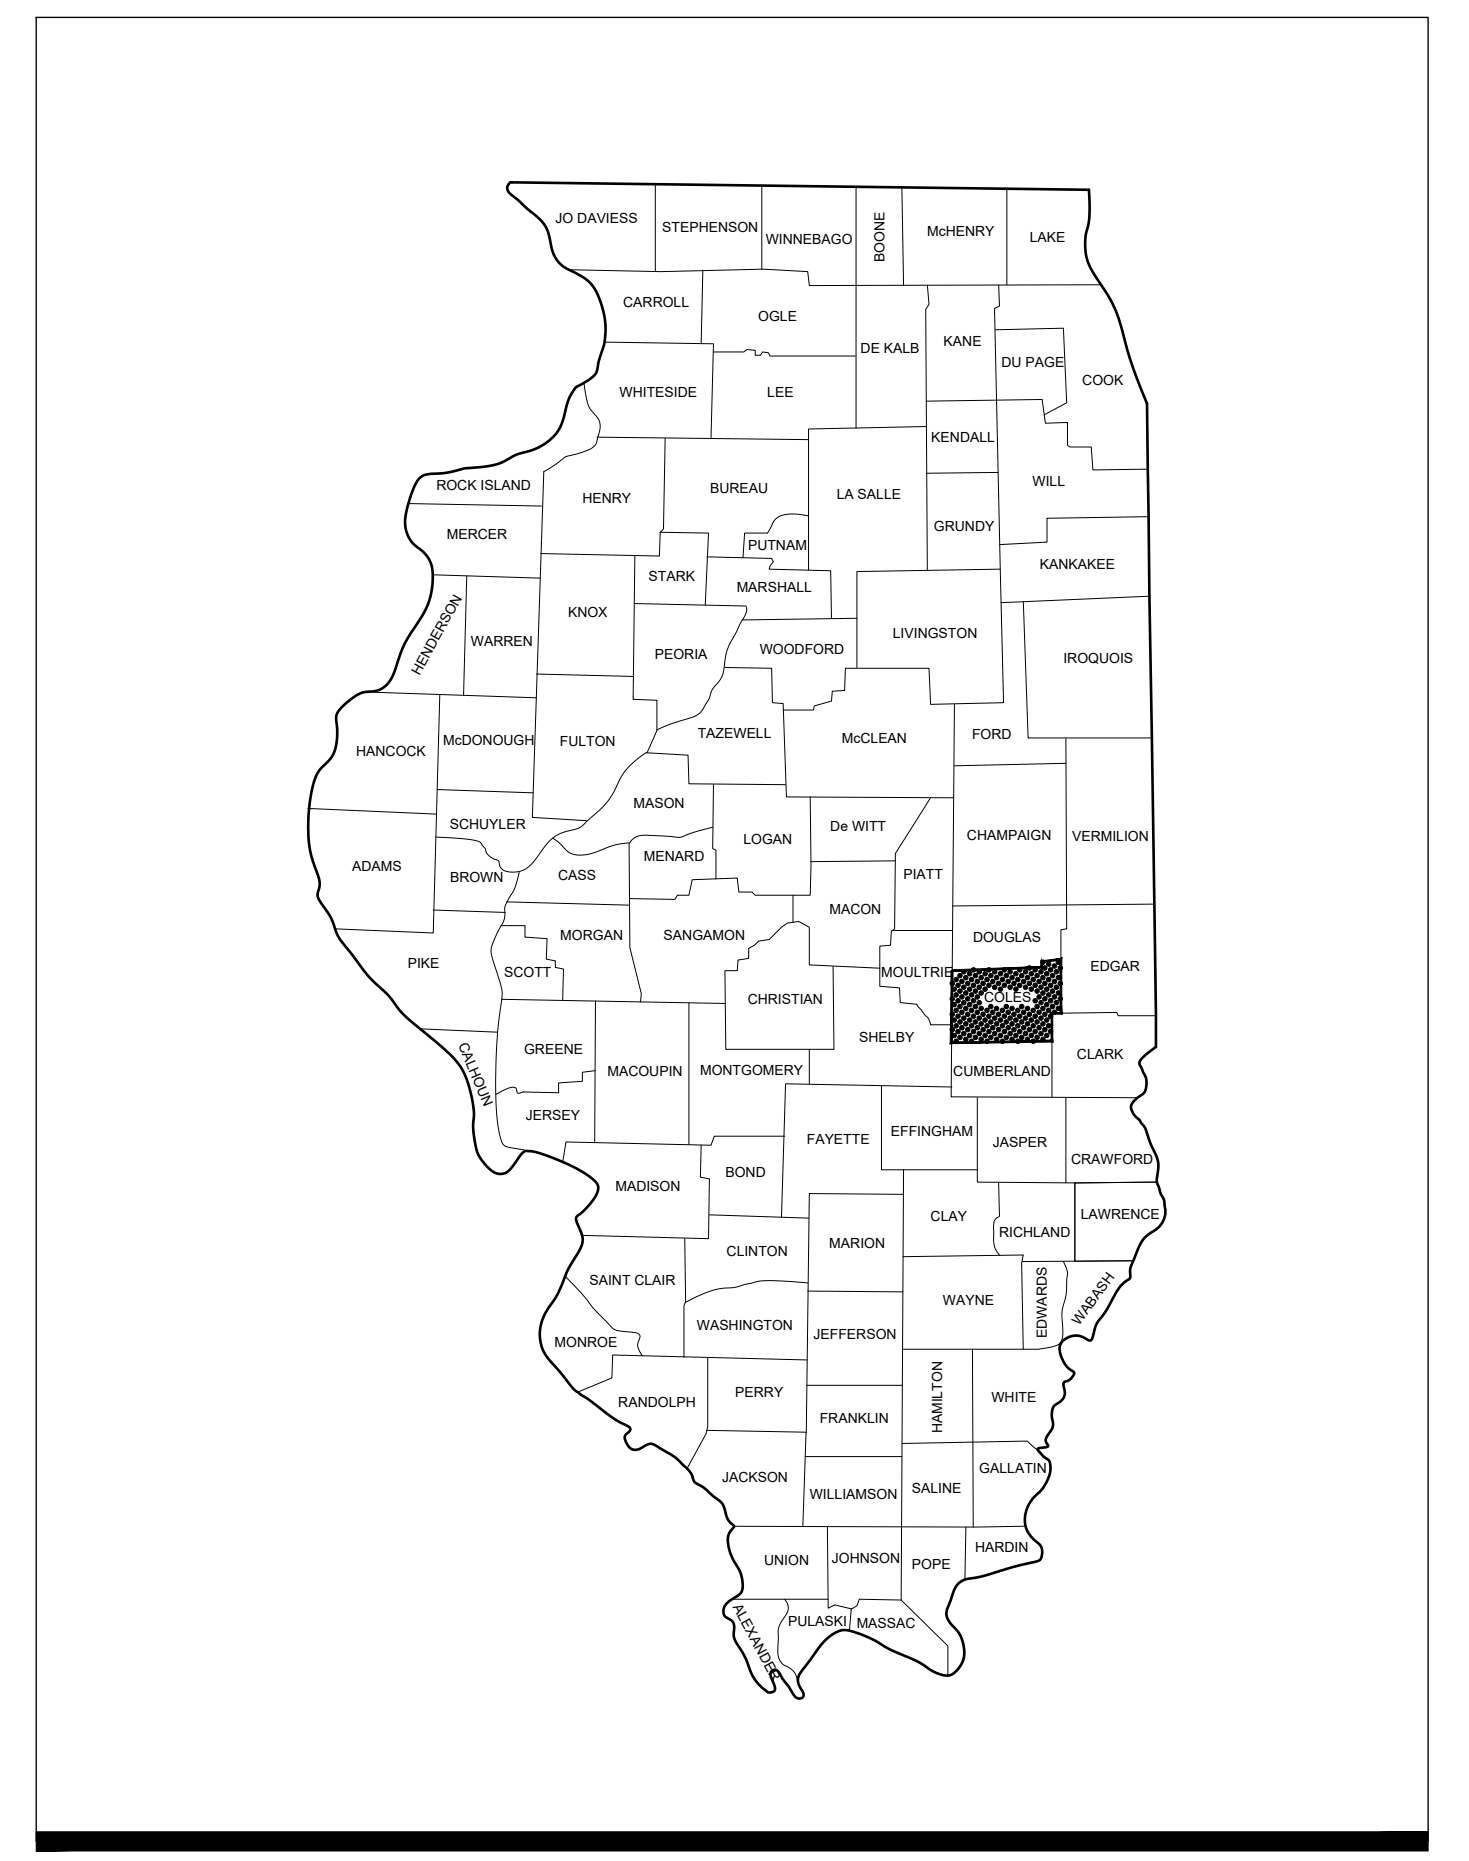 JO DAVIESS
STEPHENSON
WINNEBAGO
BOONE
McHENRY
LAKE
CARROLL
OGLE
DE KALB
KANE
DU PAGE
COOK
WHITESIDE
LEE
KENDALL
WILL
ROCK ISLAND
HENRY
BUREAU
LA SALLE
GRUNDY
MERCER
PUTNAM
KANKAKEE
STARK
MARSHALL
HENDERSON
WARREN
KNOX
PEORIA
WOODFORD
LIVINGSTON
IROQUOIS
HANCOCK
McDONOUGH
FULTON
TAZEWELL
McCLEAN
FORD
SCHUYLER
MASON
LOGAN
De WITT
CHAMPAIGN
VERMILION
ADAMS
BROWN
CASS
MENARD
PIATT
MACON
PIKE
SCOTT
MORGAN
SANGAMON
DOUGLAS
EDGAR
MOULTRIE
CHRISTIAN
COLES
SHELBY
CALHOUN
GREENE
MACOUPIN
MONTGOMERY
CUMBERLAND
CLARK
JERSEY
FAYETTE
EFFINGHAM
JASPER
CRAWFORD
MADISON
BOND
CLAY
RICHLAND
LAWRENCE
CLINTON
MARION
SAINT CLAIR
WAYNE
EDWARDS
WABASH
MONROE
WASHINGTON
JEFFERSON
RANDOLPH
PERRY
FRANKLIN
HAMILTON
WHITE
JACKSON
WILLIAMSON
SALINE
GALLATIN
UNION
JOHNSON
POPE
HARDIN
ALEXANDER
PULASKI
MASSAC